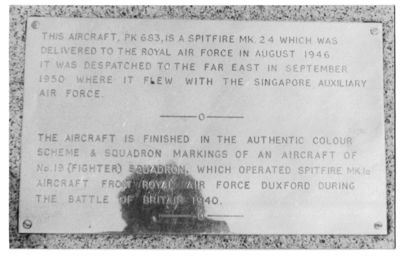 THIS AIRCRAFT, PK 683, IS A SPITFIRE MK. 24 WHICH WAS
DELIVERED TO THE ROYAL AIR FORCE IN AUGUST 1946.
IT WAS DESPATCHED TO THE FAR EAST IN SEPTEMBER
1950 WHERE IT FLEW WITH THE SINGAPORE AUXILIARY
AIR FORCE.
THE AIRCRAFT IS FINISHED IN THE AUTHENTIC COLOUR
SCHEME & SQUADRON MARKINGS OF AN AIRCRAFT OF
No. 19 (FIGHTER) SQUADRON, WHICH OPERATED SPITFIRE MK.1a
AIRCRAFT FROM ROYAL AIR FORCE DUXFORD DURING
THE BATTLE OF BRITAIN 1940.